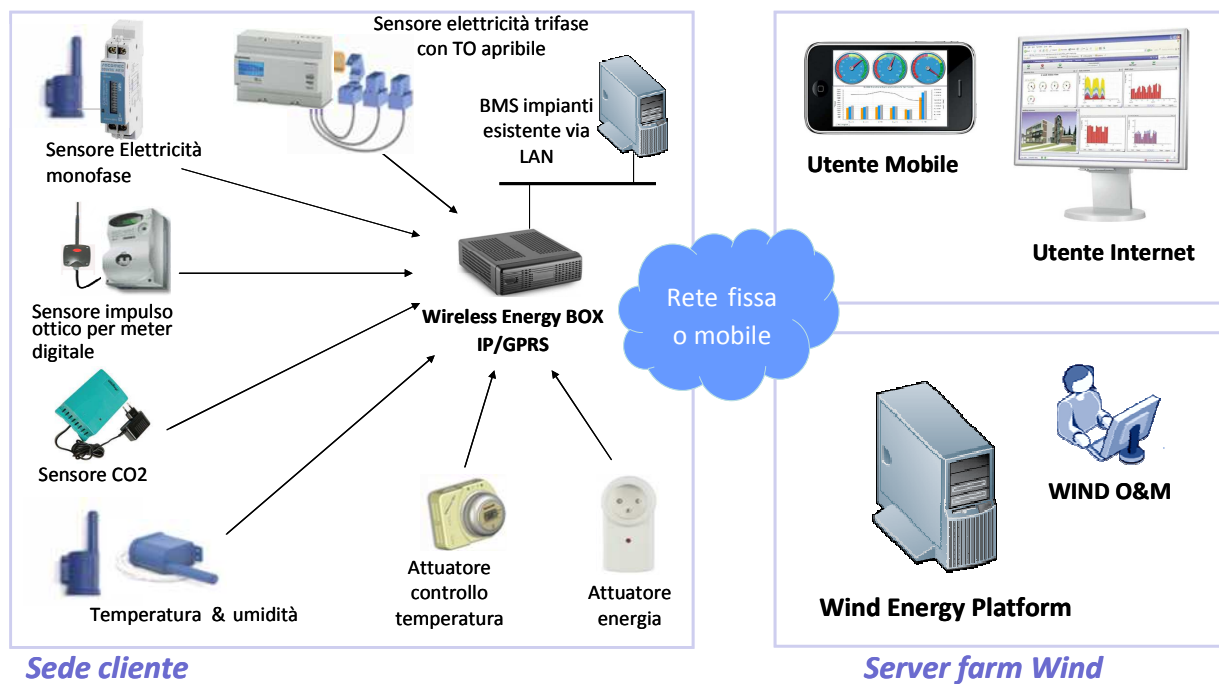 Sensore elettricità trifase
con TO apribile
BMS impianti
esistente via
LAN
Sensore Elettricità
monofase
Sensore impulso
ottico per meter
digitale
Wireless Energy BOX
IP/GPRS
Sensore CO2
Temperatura & umidità
Attuatore
controllo
temperatura
Attuatore
energia
Rete fissa
o mobile
Utente Mobile
Utente Internet
WIND O&M
Wind Energy Platform
Sede cliente
Server farm Wind